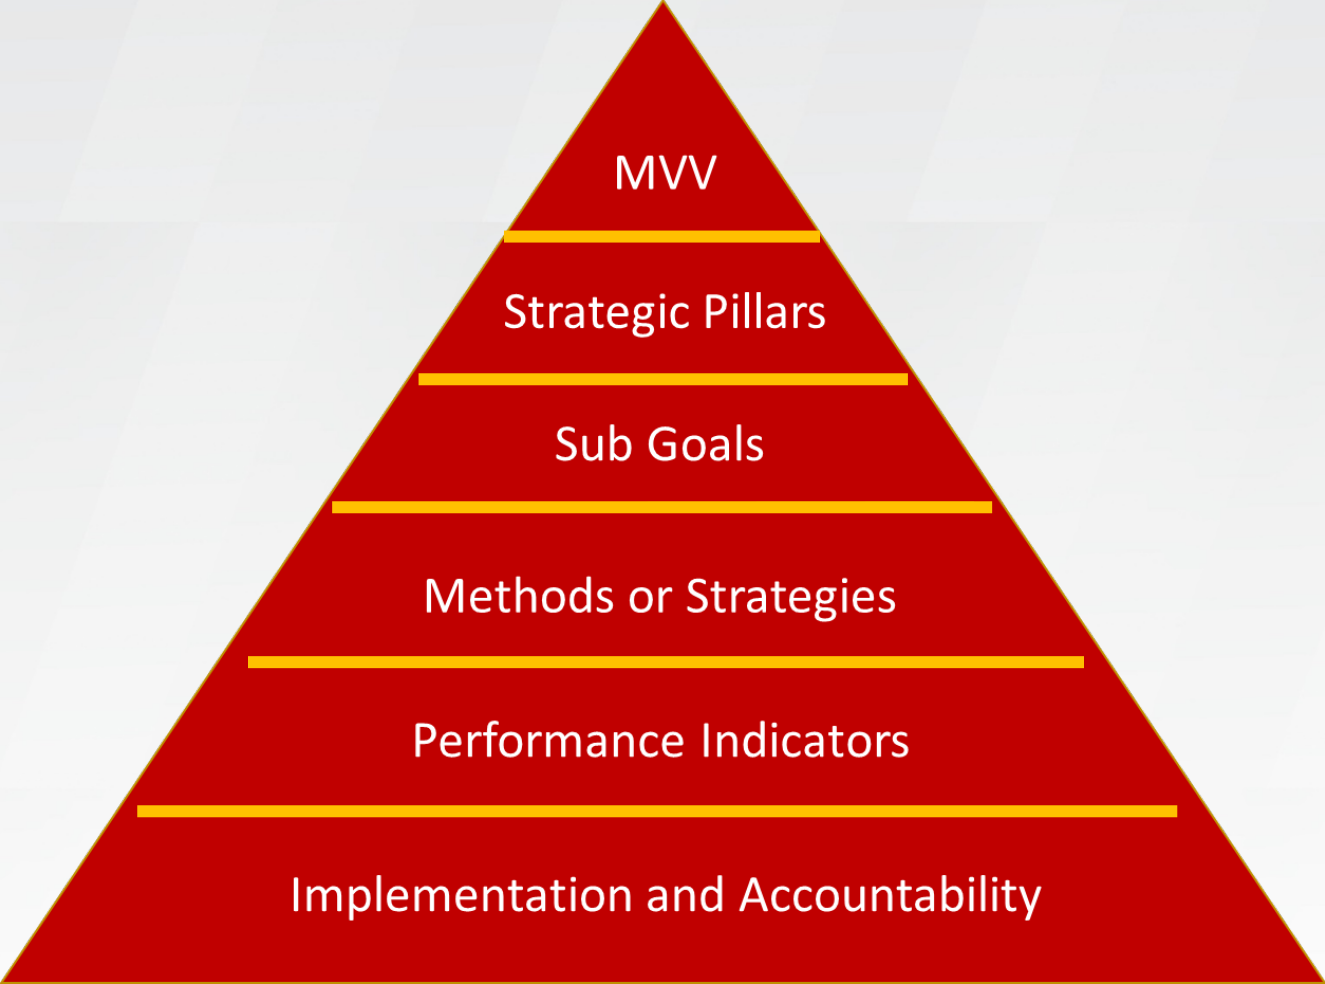 MVV
Strategic Pillars
Sub Goals
Methods or Strategies
Performance Indicators
Implementation and Accountability